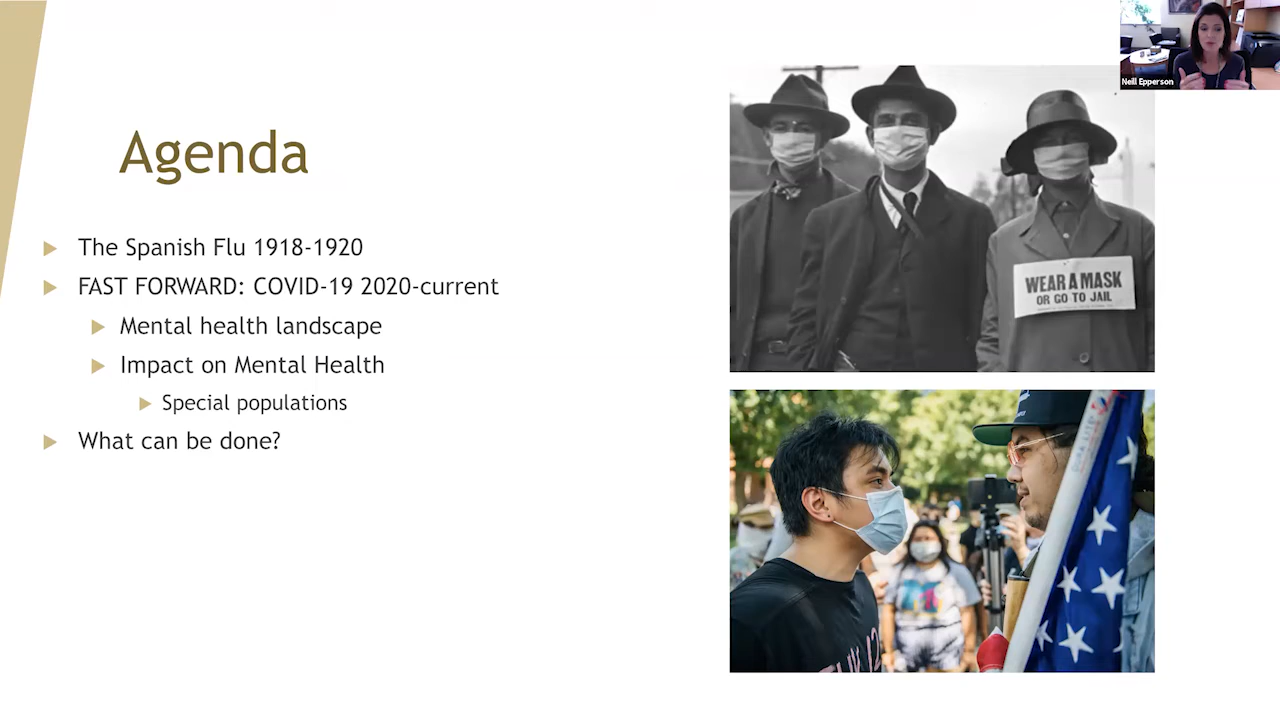 Agenda
The Spanish Flu 1918-1920
FAST FORWARD: COVID-19 2020-current
Mental health landscape
Impact on Mental Health
Special populations
What can be done?
WEAR A MASK
OR GO TO JAIL
Neill Epperson